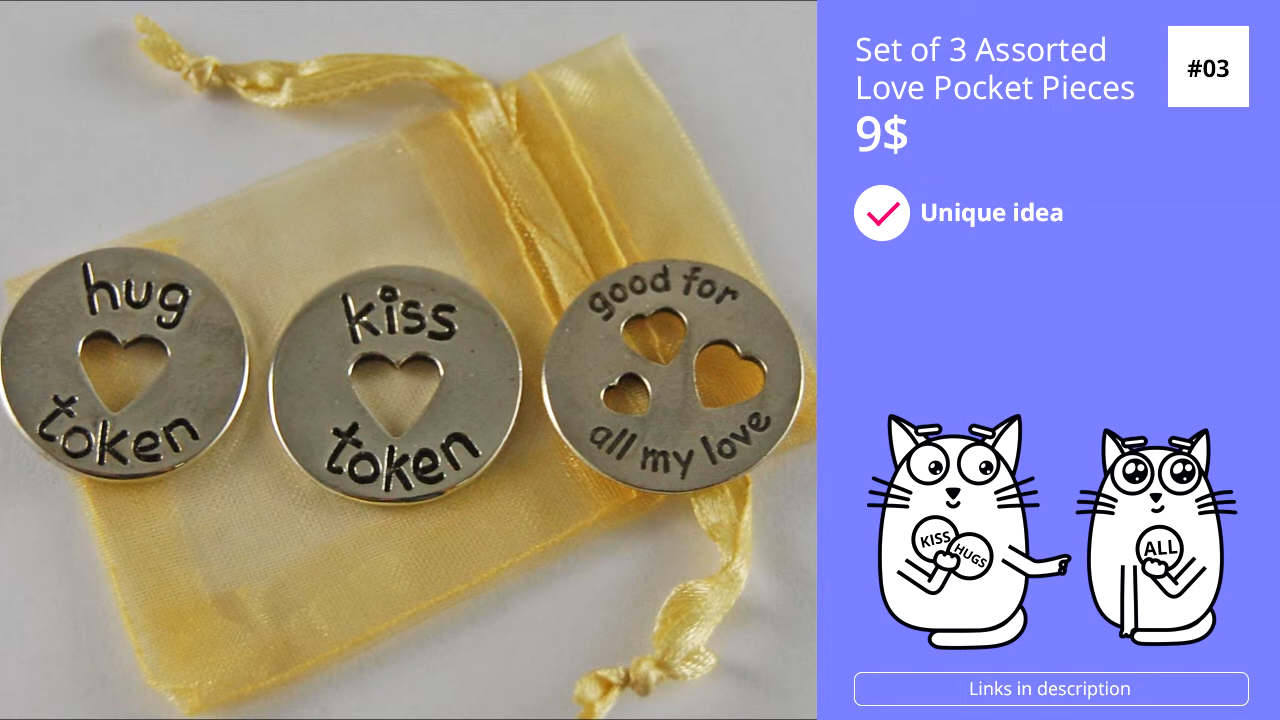 hug
token
kiss
token
good for
all my love
Set of 3 Assorted
Love Pocket Pieces
9$
#03
Unique idea
KISS
HUGS
ALL
Links in description